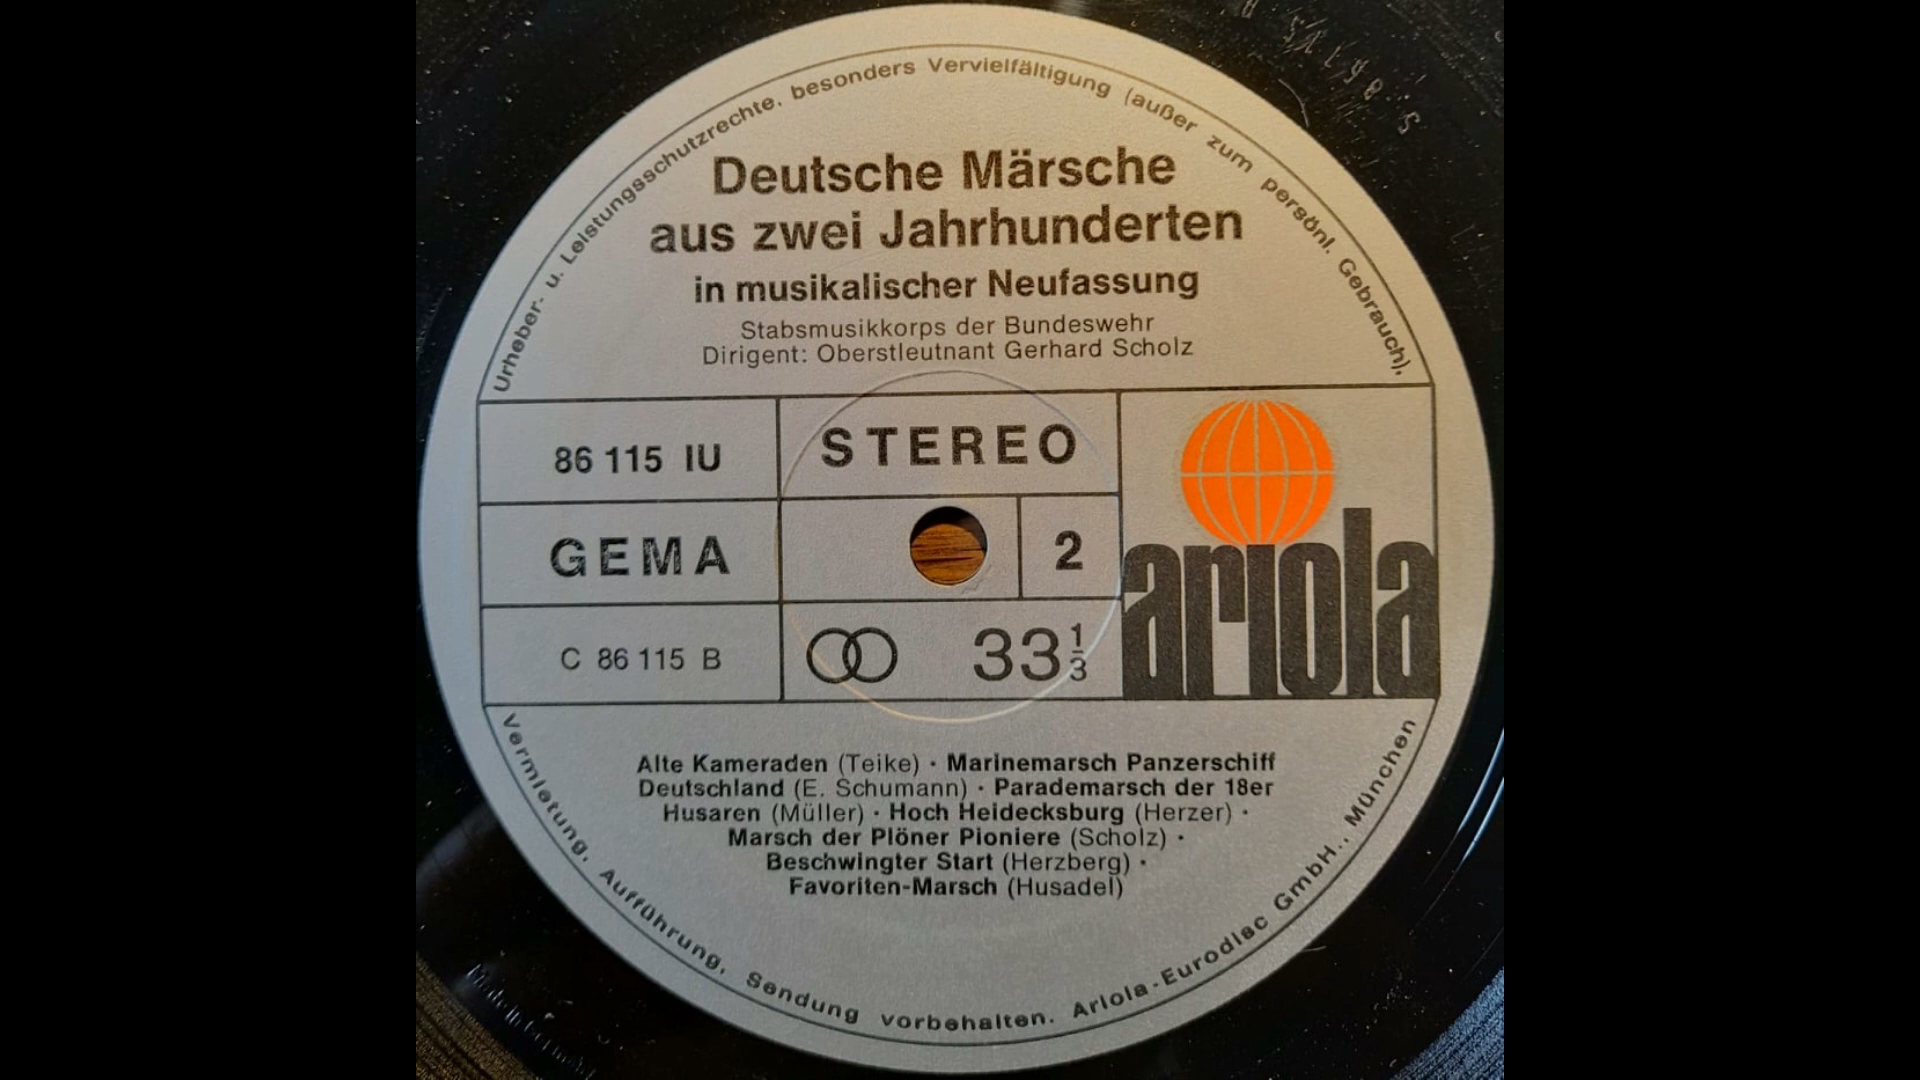 Urheber- u. Leistungsschutzrechte, besonders Vervielfältigung (außer zum persönl. Gebrauch),
Deutsche Märsche
aus zwei Jahrhunderten
in musikalischer Neufassung
Stabsmusikkorps der Bundeswehr
Dirigent: Oberstleutnant Gerhard Scholz
86 115 IU
STEREO
GEMA
2
C 86 115 B
33 1/3
ariola
Alte Kameraden (Teike) · Marinemarsch Panzerschiff
Deutschland (E. Schumann) · Parademarsch der 18er
Husaren (Müller) · Hoch Heidecksburg (Herzer) ·
Marsch der Plöner Pioniere (Scholz) ·
Beschwingter Start (Herzberg) ·
Favoriten-Marsch (Husadel)
Vermietung, Aufführung, Sendung vorbehalten. Ariola-Eurodisc GmbH., München
Made in Germany